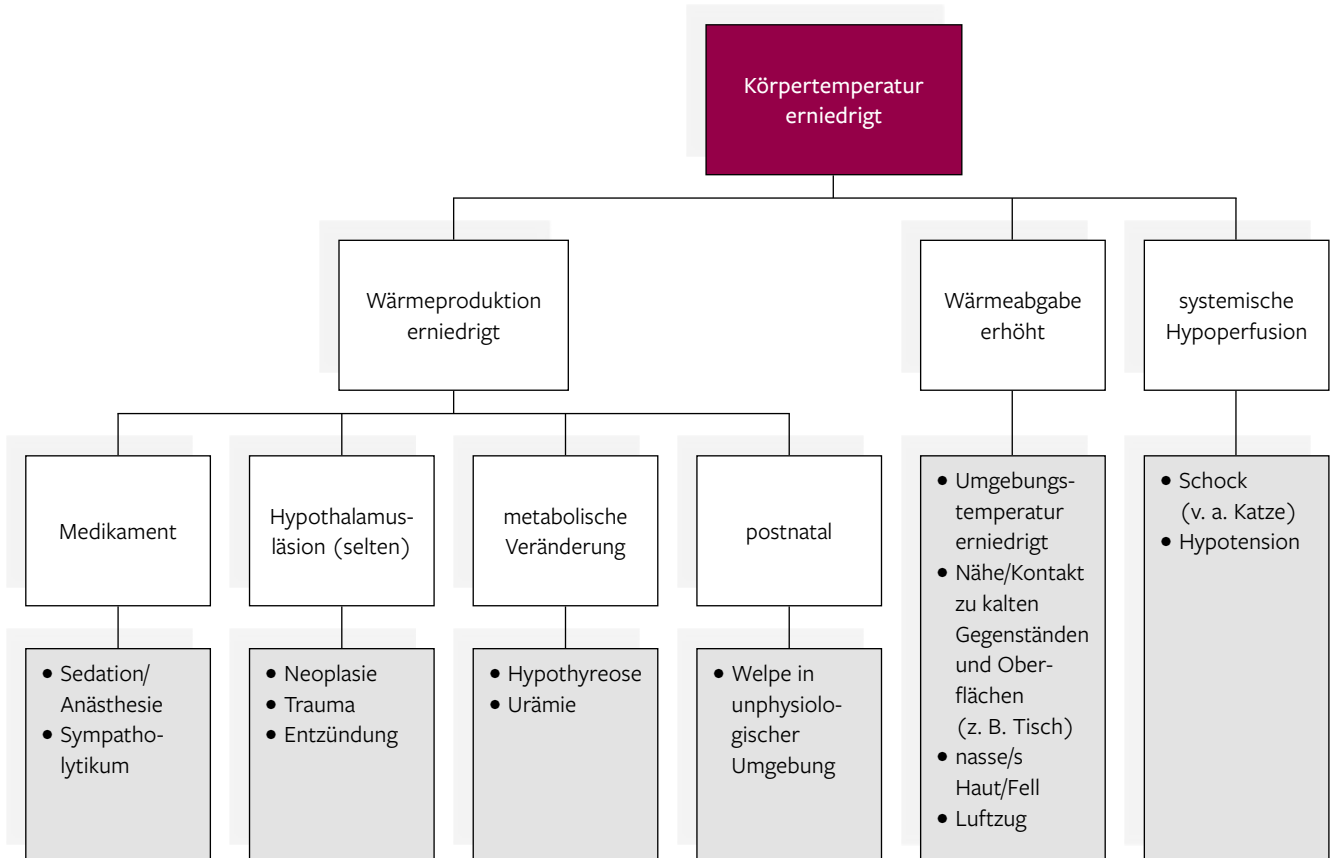 Körpertemperatur
erniedrigt
Wärmeproduktion
erniedrigt
Wärmeabgabe
erhöht
systemische
Hypoperfusion
Medikament
Hypothalamus-
läsion (selten)
metabolische
Veränderung
postnatal
• Umgebungs-
temperatur
erniedrigt
• Nähe/Kontakt
zu kalten
Gegenständen
und Ober-
flächen
(z. B. Tisch)
• nasse/s
Haut/Fell
• Luftzug
• Schock
(v. a. Katze)
• Hypotension
• Sedation/
Anästhesie
• Sympatho-
lytikum
• Neoplasie
• Trauma
• Entzündung
• Hypothyreose
• Urämie
• Welpe in
unphysiolo-
gischer
Umgebung